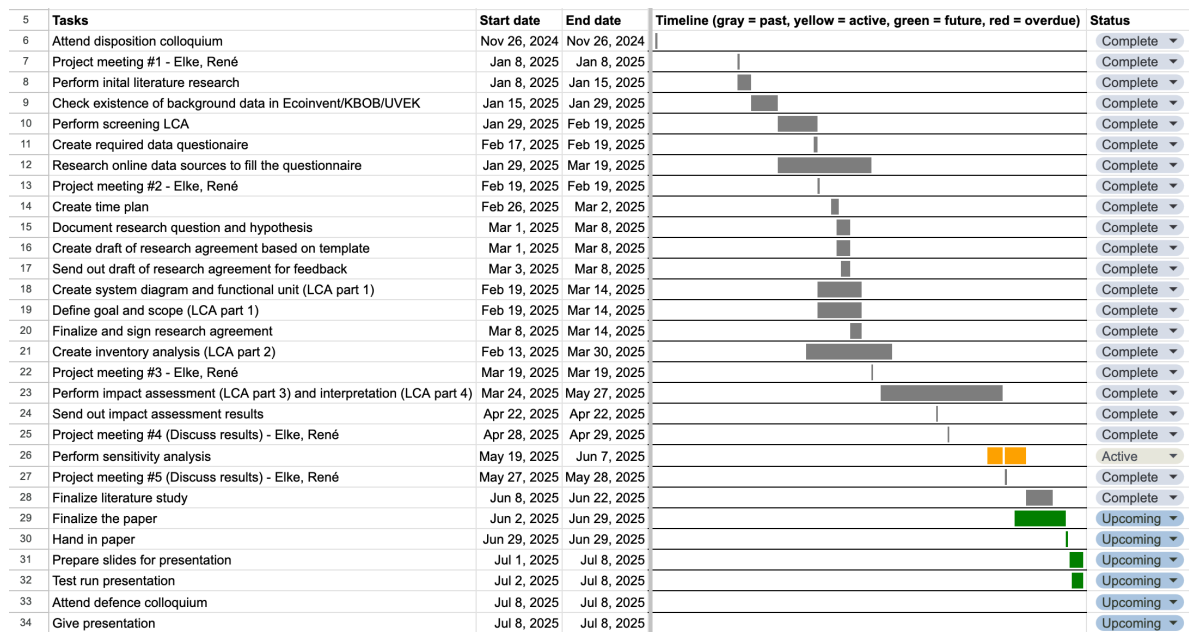 5 Tasks Start date End date Timeline (gray = past, yellow = active, green = future, red = overdue) Status
6 Attend disposition colloquium Nov 26, 2024 Nov 26, 2024 Complete
7 Project meeting #1 - Elke, René Jan 8, 2025 Jan 8, 2025 Complete
8 Perform inital literature research Jan 8, 2025 Jan 15, 2025 Complete
9 Check existence of background data in Ecoinvent/KBOB/UVEK Jan 15, 2025 Jan 29, 2025 Complete
10 Perform screening LCA Jan 29, 2025 Feb 19, 2025 Complete
11 Create required data questionaire Feb 17, 2025 Feb 19, 2025 Complete
12 Research online data sources to fill the questionnaire Jan 29, 2025 Mar 19, 2025 Complete
13 Project meeting #2 - Elke, René Feb 19, 2025 Feb 19, 2025 Complete
14 Create time plan Feb 26, 2025 Mar 2, 2025 Complete
15 Document research question and hypothesis Mar 1, 2025 Mar 8, 2025 Complete
16 Create draft of research agreement based on template Mar 1, 2025 Mar 8, 2025 Complete
17 Send out draft of research agreement for feedback Mar 3, 2025 Mar 8, 2025 Complete
18 Create system diagram and functional unit (LCA part 1) Feb 19, 2025 Mar 14, 2025 Complete
19 Define goal and scope (LCA part 1) Feb 19, 2025 Mar 14, 2025 Complete
20 Finalize and sign research agreement Mar 8, 2025 Mar 14, 2025 Complete
21 Create inventory analysis (LCA part 2) Feb 13, 2025 Mar 30, 2025 Complete
22 Project meeting #3 - Elke, René Mar 19, 2025 Mar 19, 2025 Complete
23 Perform impact assessment (LCA part 3) and interpretation (LCA part 4) Mar 24, 2025 May 27, 2025 Complete
24 Send out impact assessment results Apr 22, 2025 Apr 22, 2025 Complete
25 Project meeting #4 (Discuss results) - Elke, René Apr 28, 2025 Apr 29, 2025 Complete
26 Perform sensitivity analysis May 19, 2025 Jun 7, 2025 Active
27 Project meeting #5 (Discuss results) - Elke, René May 27, 2025 May 28, 2025 Complete
28 Finalize literature study Jun 8, 2025 Jun 22, 2025 Complete
29 Finalize the paper Jun 2, 2025 Jun 29, 2025 Upcoming
30 Hand in paper Jun 29, 2025 Jun 29, 2025 Upcoming
31 Prepare slides for presentation Jul 1, 2025 Jul 8, 2025 Upcoming
32 Test run presentation Jul 2, 2025 Jul 8, 2025 Upcoming
33 Attend defence colloquium Jul 8, 2025 Jul 8, 2025 Upcoming
34 Give presentation Jul 8, 2025 Jul 8, 2025 Upcoming